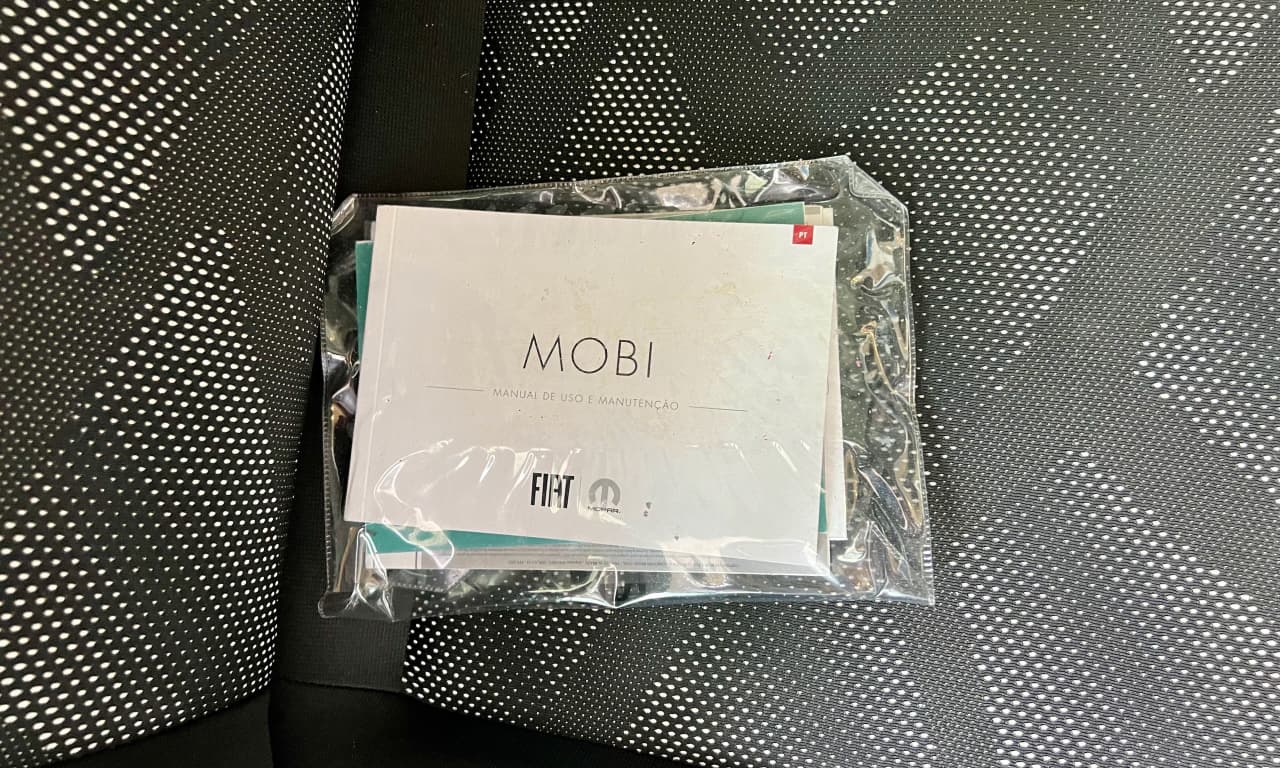 PT
MOBI
MANUAL DE USO E MANUTENÇÃO
FIAT
MOPAR